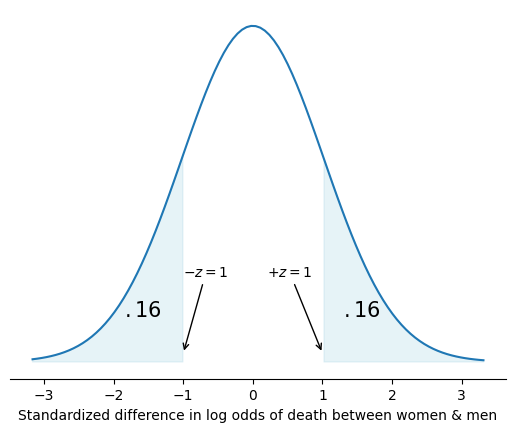 −z = 1
+z = 1
.16
.16
−3 −2 −1 0 1 2 3
Standardized difference in log odds of death between women & men